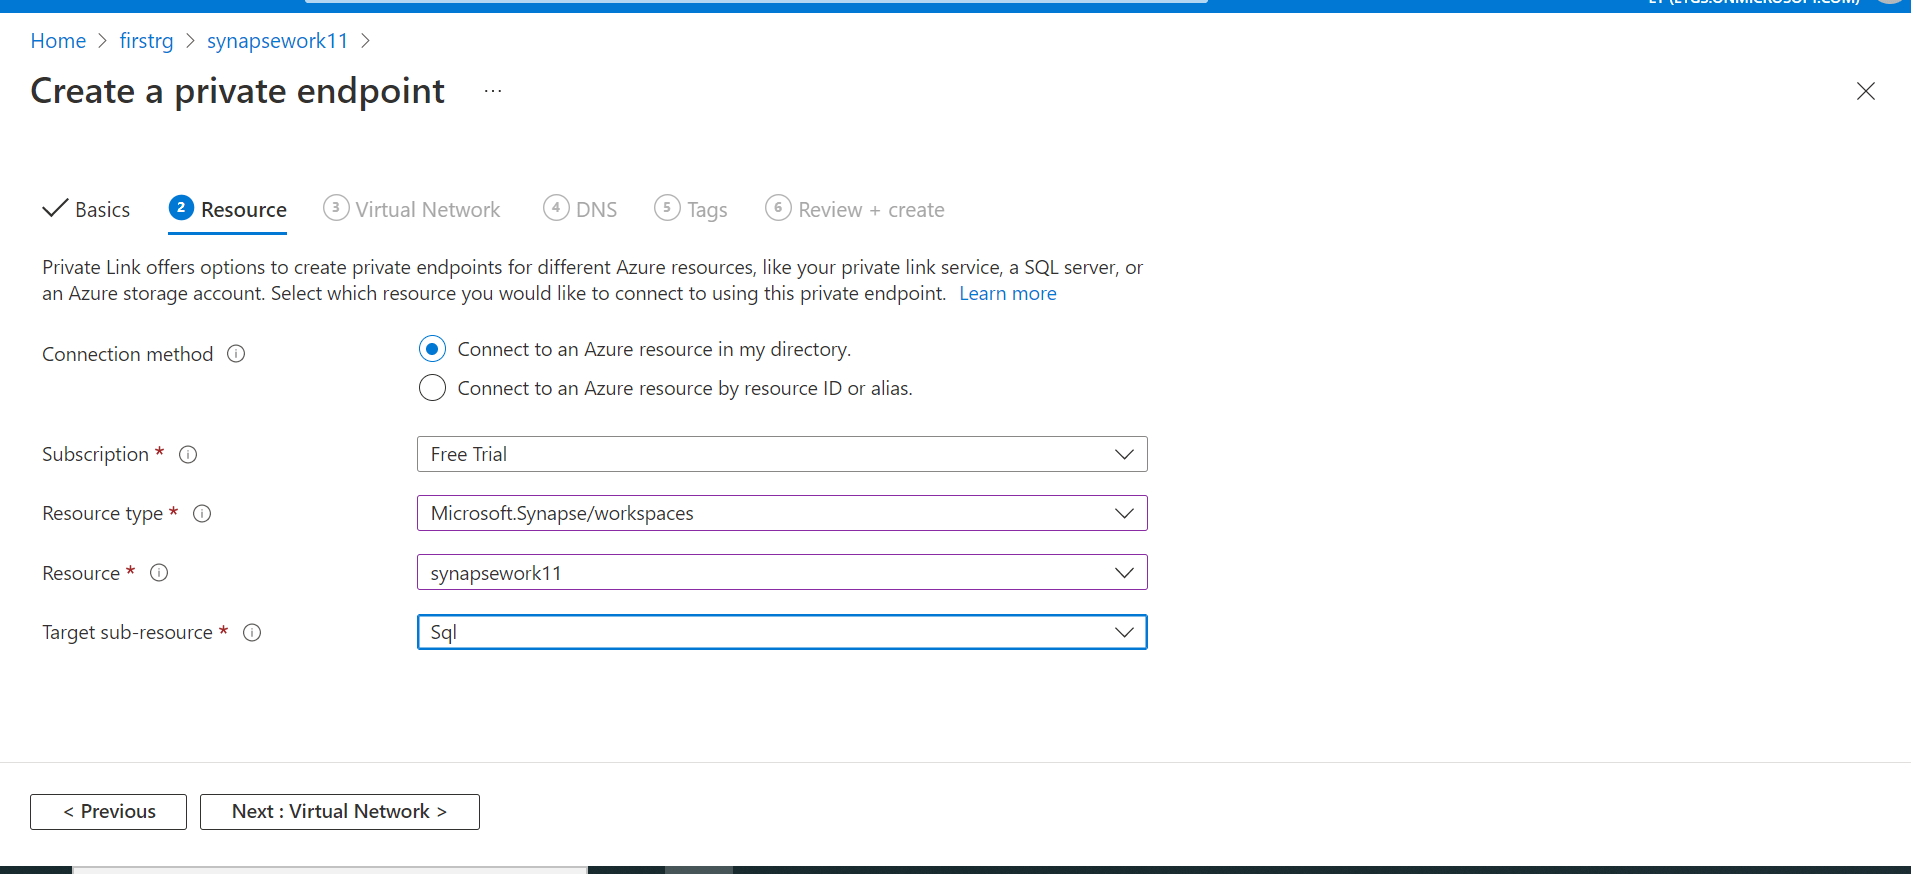 Home > firstrg > synapsework11 >
Create a private endpoint ...
Basics 2 Resource 3 Virtual Network 4 DNS 5 Tags 6 Review + create
Private Link offers options to create private endpoints for different Azure resources, like your private link service, a SQL server, or
an Azure storage account. Select which resource you would like to connect to using this private endpoint. Learn more
Connection method
Connect to an Azure resource in my directory.
Connect to an Azure resource by resource ID or alias.
Subscription * Free Trial
Resource type * Microsoft.Synapse/workspaces
Resource * synapsework11
Target sub-resource * Sql
< Previous Next : Virtual Network >